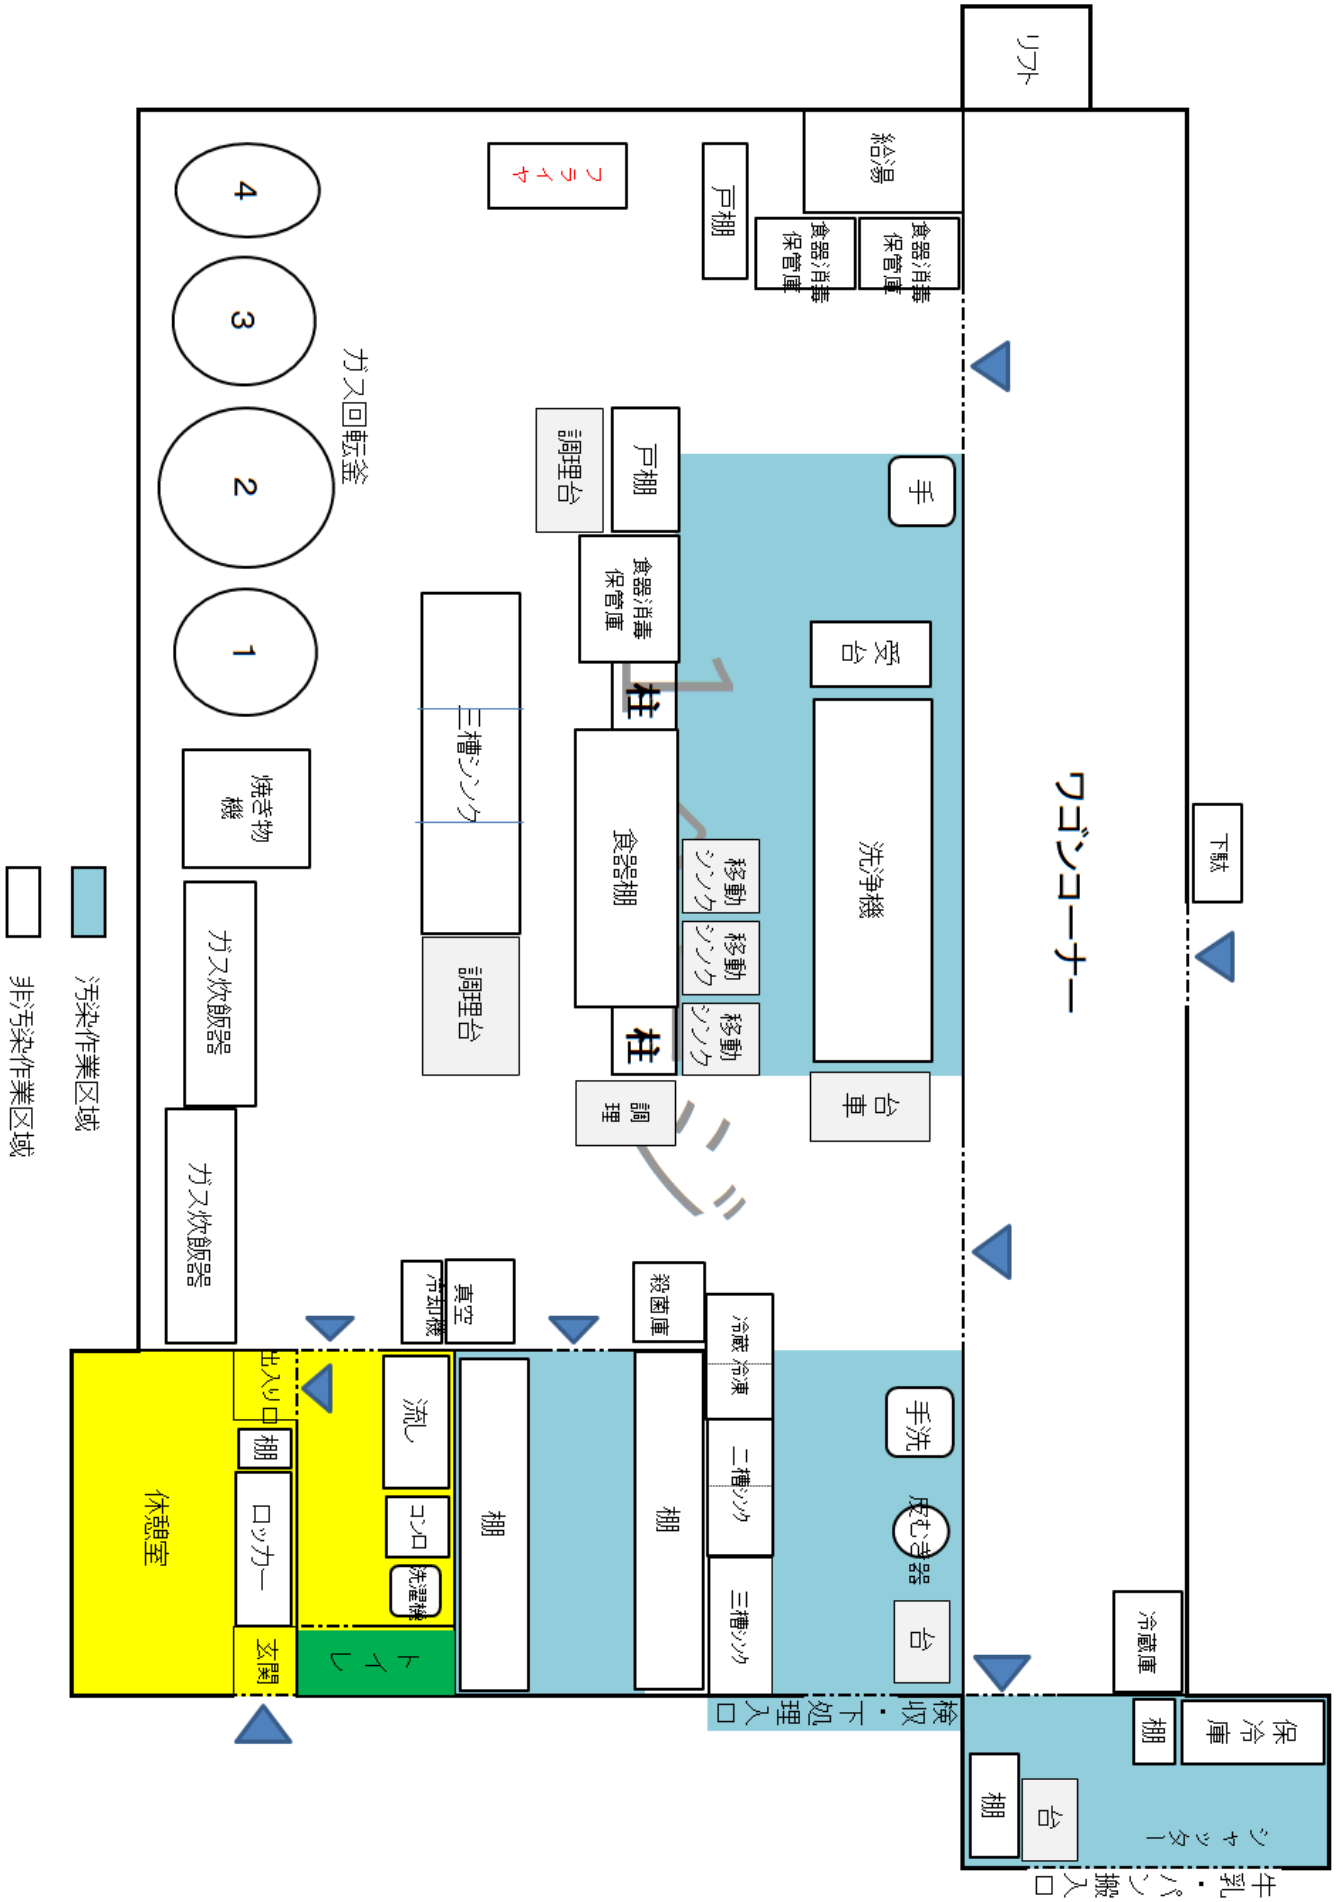 リフト
給湯
戸棚
食器消毒
保管庫
食器消毒
保管庫
フライヤ
4
3
2
1
ガス回転釜
手
戸棚
調理台
食器消毒
保管庫
柱
受台
三槽シンク
洗浄機
食器棚
移動
シンク
移動
シンク
移動
シンク
柱
調理台
調理
台車
ワゴンコーナー
下駄
焼き物
機
ガス炊飯器
ガス炊飯器
汚染作業区域
非汚染作業区域
真空
冷却機
殺菌庫
冷蔵 冷凍
二槽シンク
三槽シンク
手洗
皮むき器
台
出入り口
棚
ロッカー
玄関
休憩室
流し
コンロ
洗濯機
トイレ
棚
棚
検収・下処理入口
冷蔵庫
保冷庫
棚
棚
台
シャッター
牛乳・パン搬入口